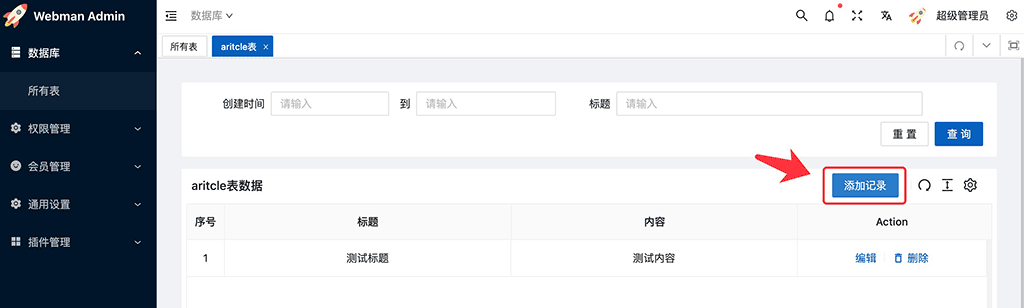 Webman Admin
数据库
超级管理员
数据库
所有表
权限管理
会员管理
通用设置
插件管理
所有表
aritcle表 ×
创建时间 请输入 到 请输入 标题 请输入
重 置 查 询
aritcle表数据 添加记录
序号 标题 内容 Action
1 测试标题 测试内容 编辑 删除